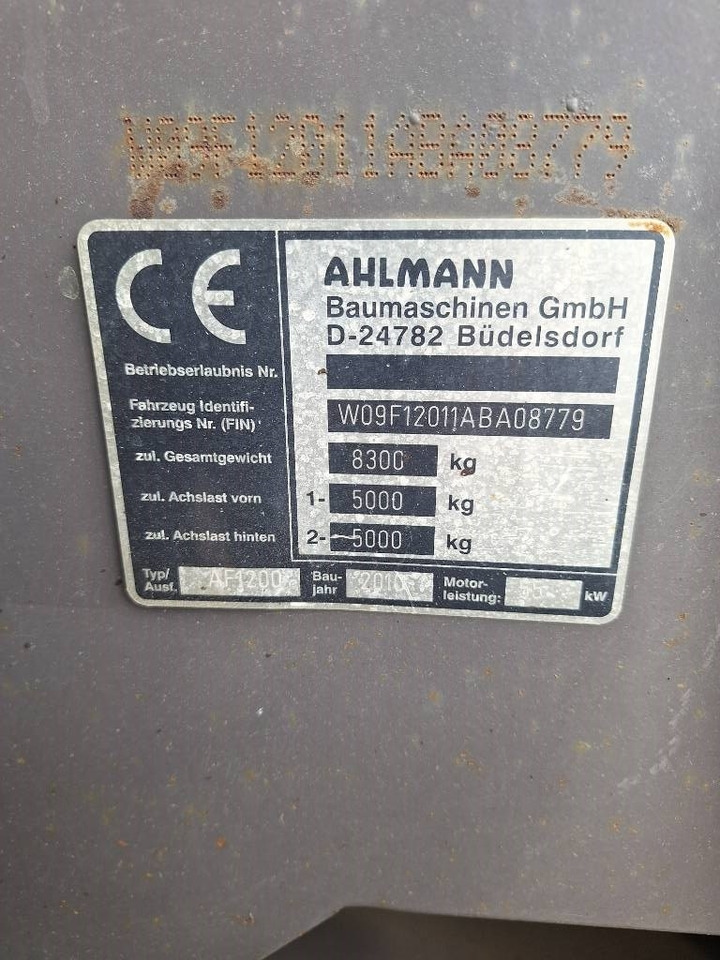 W09F12011ABA08779
CE
AHLMANN
Baumaschinen GmbH
D-24782 Büdelsdorf
Betriebserlaubnis Nr.
Fahrzeug Identifi-
zierungs Nr. (FIN) W09F12011ABA08779
zul. Gesamtgewicht 8300 kg
zul. Achslast vorn 1- 5000 kg
zul. Achslast hinten 2- 5000 kg
Typ/
Ausf. AF1200 Bau-
jahr 2010 Motor-
leistung: 55 kW